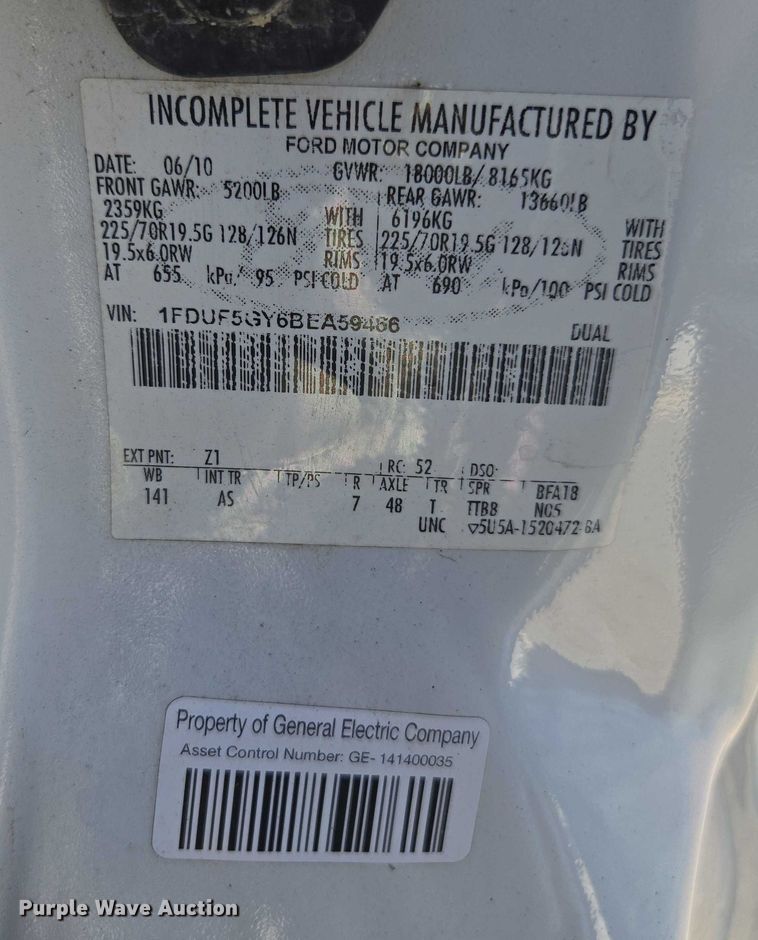 INCOMPLETE VEHICLE MANUFACTURED BY
FORD MOTOR COMPANY
DATE: 06/10 GVWR: 18000LB/ 8165KG
FRONT GAWR: 5200LB REAR GAWR: 13660LB
2359KG WITH 6196KG WITH
225/70R19.5G 128/126N TIRES 225/70R19.5G 128/126N TIRES
19.5x6.0RW RIMS 19.5x6.0RW RIMS
AT 655 kPa/ 95 PSI COLD AT 690 kPa/100 PSI COLD
VIN: 1FDUF5GY6BEA59466 DUAL
EXT PNT: Z1 RC: 52 DSO:
WB INT TR TP/PS R AXLE TR SPR BFAT8
141 AS 7 48 T TTBB N05
UNC 5U5A-1520472-BA
Property of General Electric Company
Asset Control Number: GE- 141400035
Purple Wave Auction